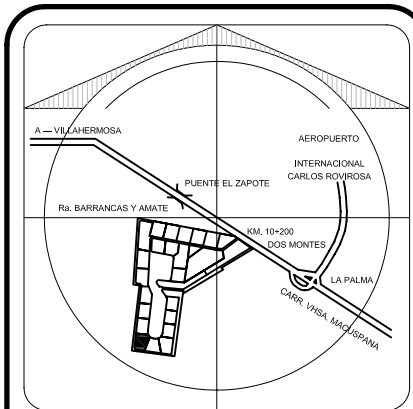 A — VILLAHERMOSA
AEROPUERTO
INTERNACIONAL
CARLOS ROVIROSA
PUENTE EL ZAPOTE
Ra. BARRANCAS Y AMATE
KM. 10+200
DOS MONTES
LA PALMA
CARR. VHSA. MACUSPANA